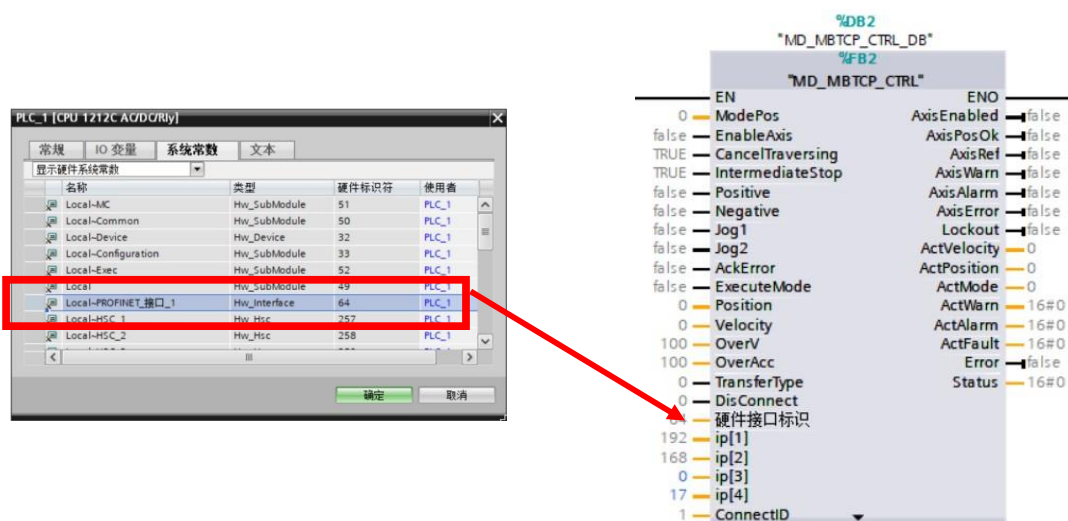 PLC_1 [CPU 1212C AC/DC/Rly]
常规 IO 变量 系统常数 文本
显示硬件系统常数
名称 类型 硬件标识符 使用者
Local~MC Hw_SubModule 51 PLC_1
Local~Common Hw_SubModule 50 PLC_1
Local~Device Hw_Device 32 PLC_1
Local~Configuration Hw_SubModule 33 PLC_1
Local~Exec Hw_SubModule 52 PLC_1
Local Hw_SubModule 49 PLC_1
Local~PROFINET_接口_1 Hw_Interface 64 PLC_1
Local~HSC_1 Hw_Hsc 257 PLC_1
Local~HSC_2 Hw_Hsc 258 PLC_1
确定 取消
%DB2
"MD_MBTCP_CTRL_DB"
%FB2
"MD_MBTCP_CTRL"
EN ENO
0 ModePos AxisEnabled false
false EnableAxis AxisPosOk false
TRUE CancelTraversing AxisRef false
TRUE IntermediateStop AxisWarn false
false Positive AxisAlarm false
false Negative AxisError false
false Jog1 Lockout false
false Jog2 ActVelocity 0
false AckError ActPosition 0
false ExecuteMode ActMode 0
0 Position ActWarn 16#0
0 Velocity ActAlarm 16#0
100 OverV ActFault 16#0
100 OverAcc Error false
0 TransferType Status 16#0
0 DisConnect
64 硬件接口标识
192 ip[1]
168 ip[2]
0 ip[3]
17 ip[4]
1 ConnectID